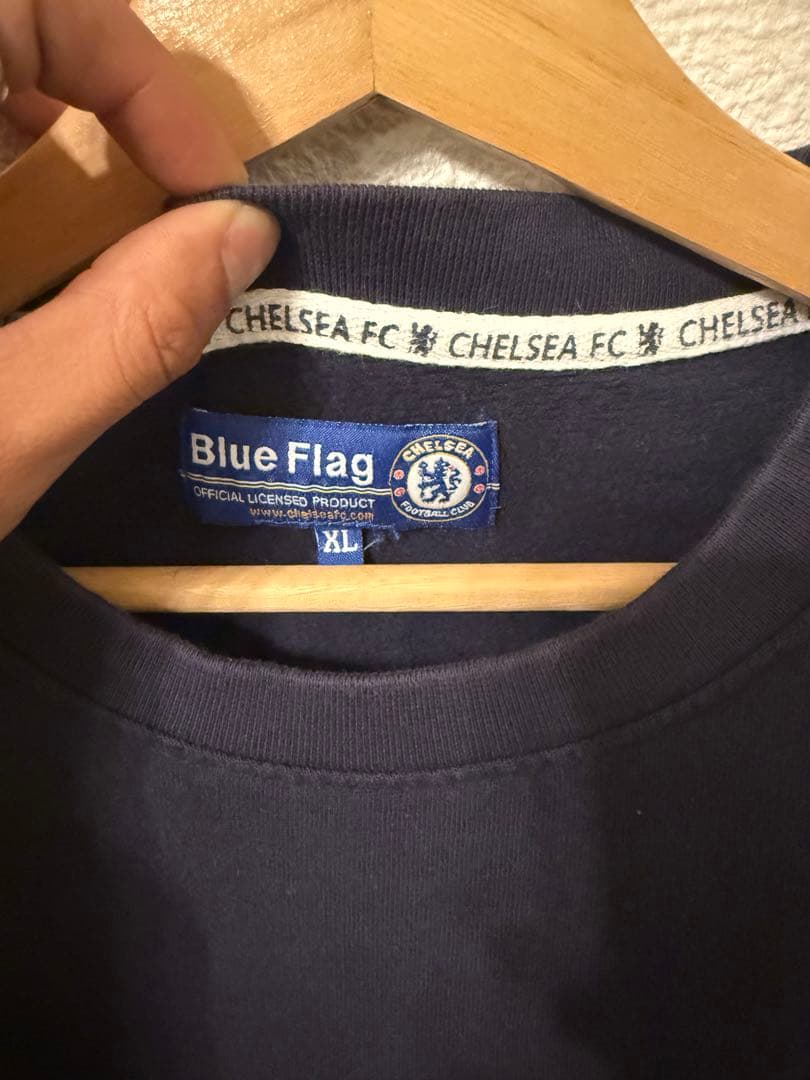 CHELSEA FC CHELSEA FC CHELSEA
Blue Flag
OFFICIAL LICENSED PRODUCT
www.chelseafc.com
CHELSEA
FOOTBALL CLUB
XL